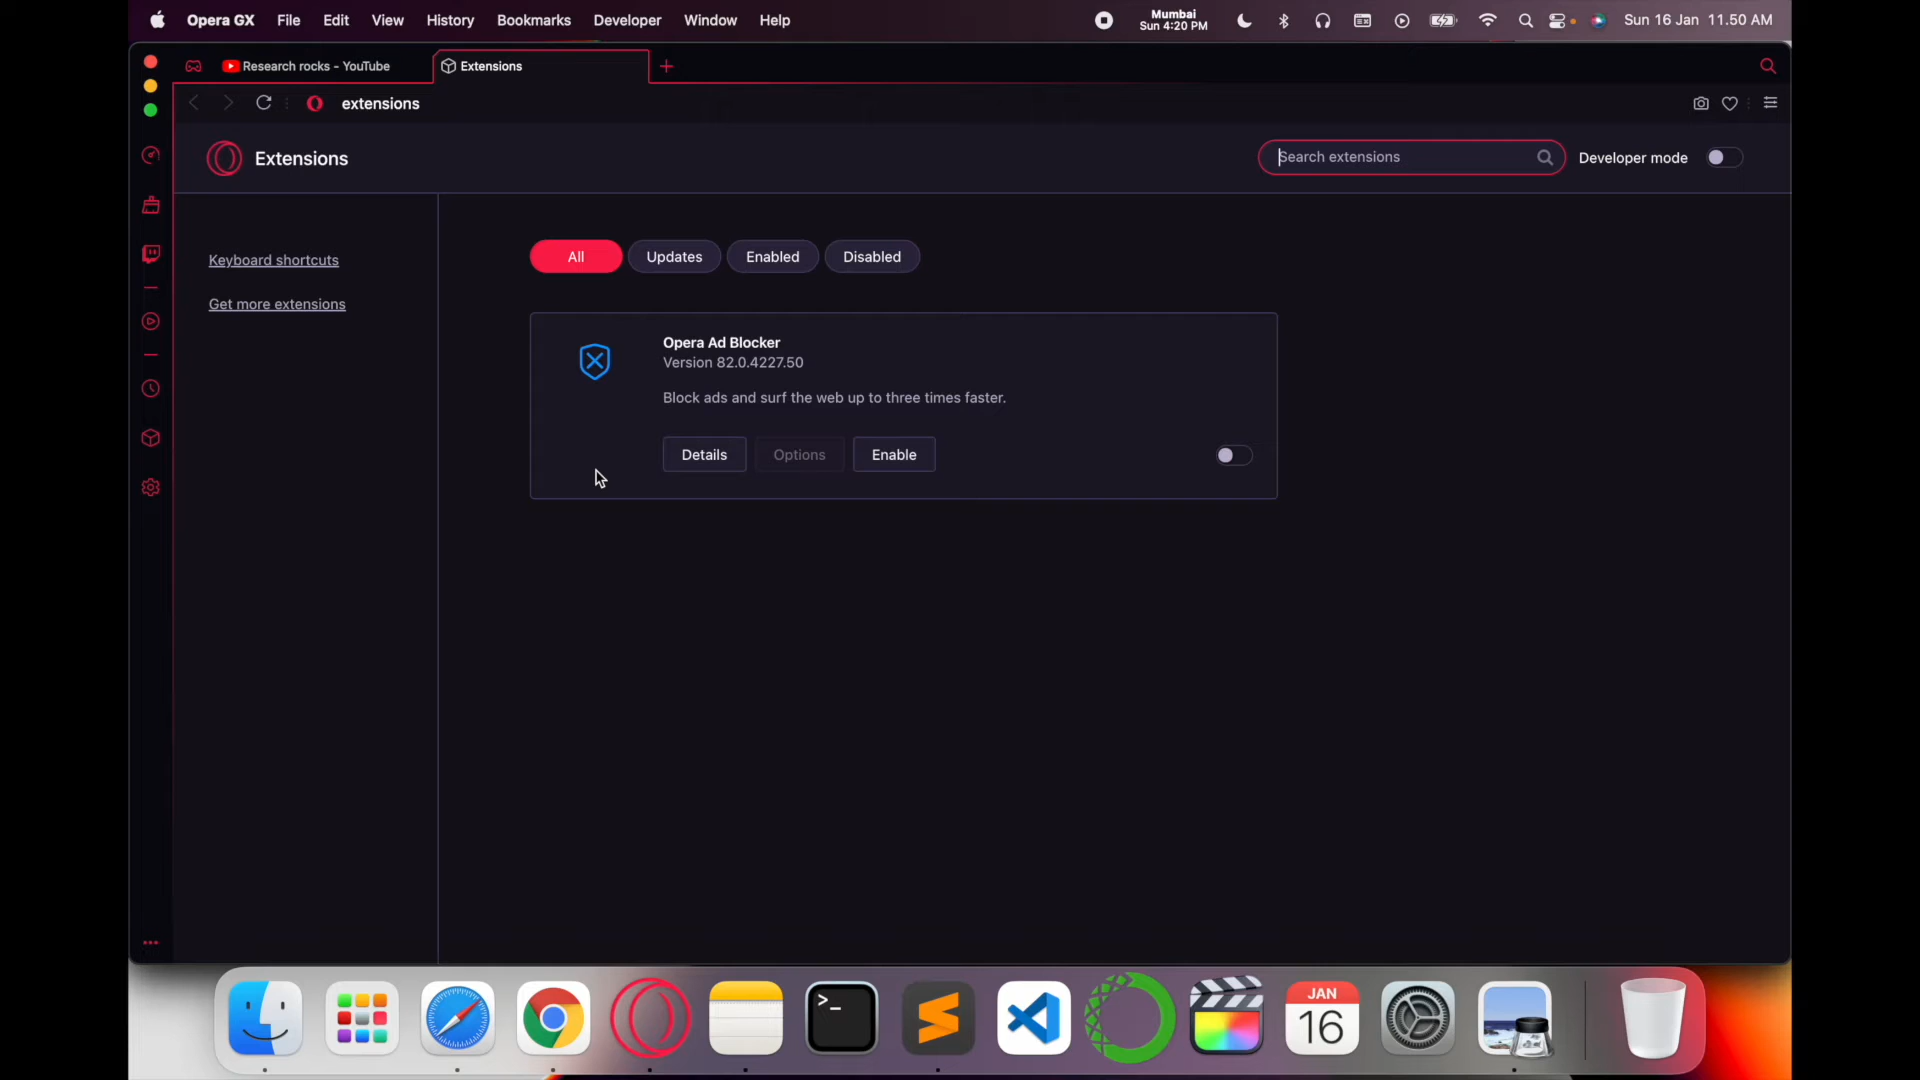 Opera GX File Edit View History Bookmarks Developer Window Help Mumbai Sun 16 Jan 11.50 AM
Sun 4:20 PM
Research rocks - YouTube Extensions
extensions
Extensions Search extensions Developer mode
Keyboard shortcuts
Get more extensions
All Updates Enabled Disabled
Opera Ad Blocker
Version 82.0.4227.50
Block ads and surf the web up to three times faster.
Details Options Enable
>_
JAN
16